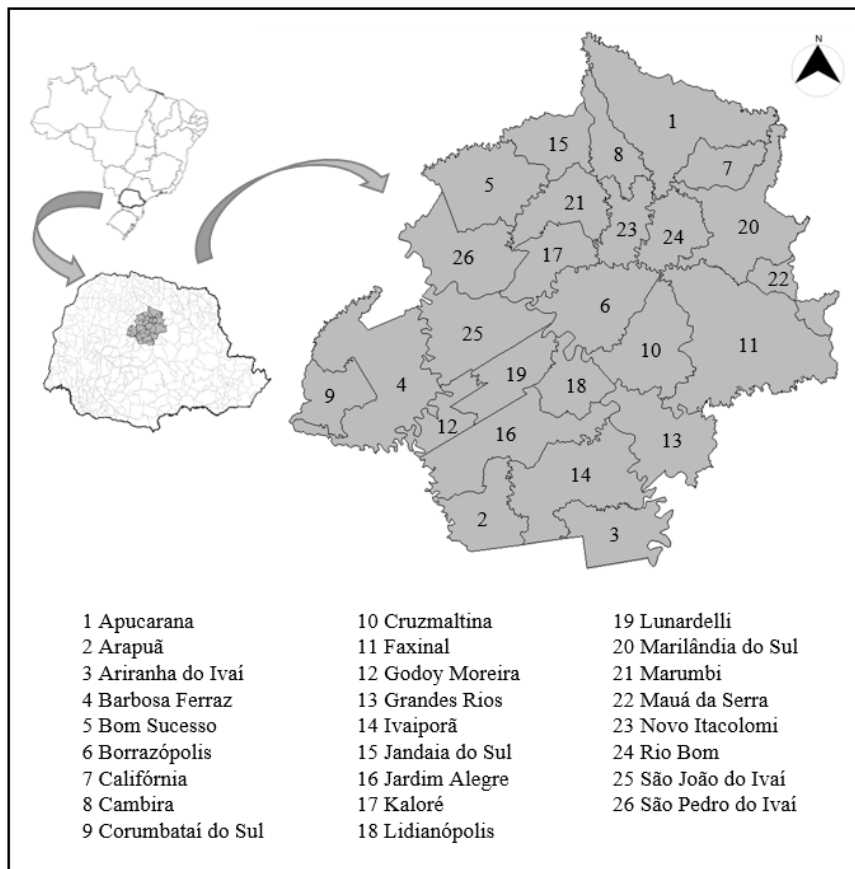 N
1
15
8
7
5
21
23
24
20
26
17
22
6
25
10
11
19
9
4
18
12
16
13
14
2
3
1 Apucarana
2 Arapuã
3 Ariranha do Ivaí
4 Barbosa Ferraz
5 Bom Sucesso
6 Borrazópolis
7 Califórnia
8 Cambira
9 Corumbataí do Sul
10 Cruzmaltina
11 Faxinal
12 Godoy Moreira
13 Grandes Rios
14 Ivaiporã
15 Jandaia do Sul
16 Jardim Alegre
17 Kaloré
18 Lidianópolis
19 Lunardelli
20 Marilândia do Sul
21 Marumbi
22 Mauá da Serra
23 Novo Itacolomi
24 Rio Bom
25 São João do Ivaí
26 São Pedro do Ivaí